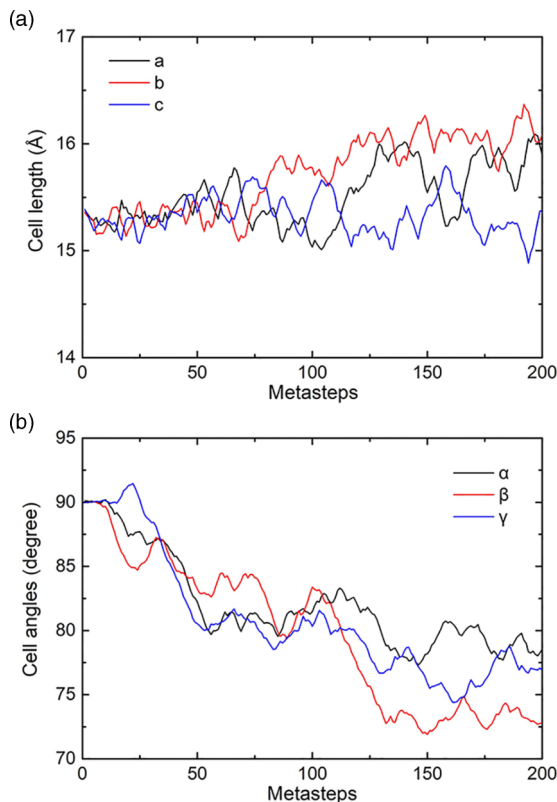 (a)
17
16
15
14
Cell length (Å)
a
b
c
0 50 100 150 200
Metasteps
(b)
95
90
85
80
75
70
Cell angles (degree)
α
β
γ
0 50 100 150 200
Metasteps